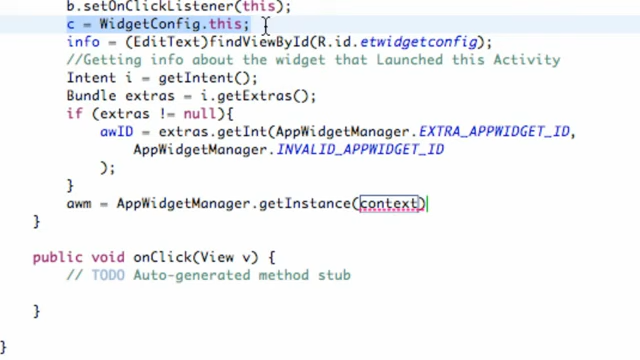 b.setOnClickListener(this);
c = WidgetConfig.this;
info = (EditText)findViewById(R.id.etwidgetconfig);
//Getting info about the widget that Launched this Activity
Intent i = getIntent();
Bundle extras = i.getExtras();
if (extras != null){
awID = extras.getInt(AppWidgetManager.EXTRA_APPWIDGET_ID,
AppWidgetManager.INVALID_APPWIDGET_ID
);
}
awm = AppWidgetManager.getInstance(context)
}
public void onClick(View v) {
// TODO Auto-generated method stub
}
}